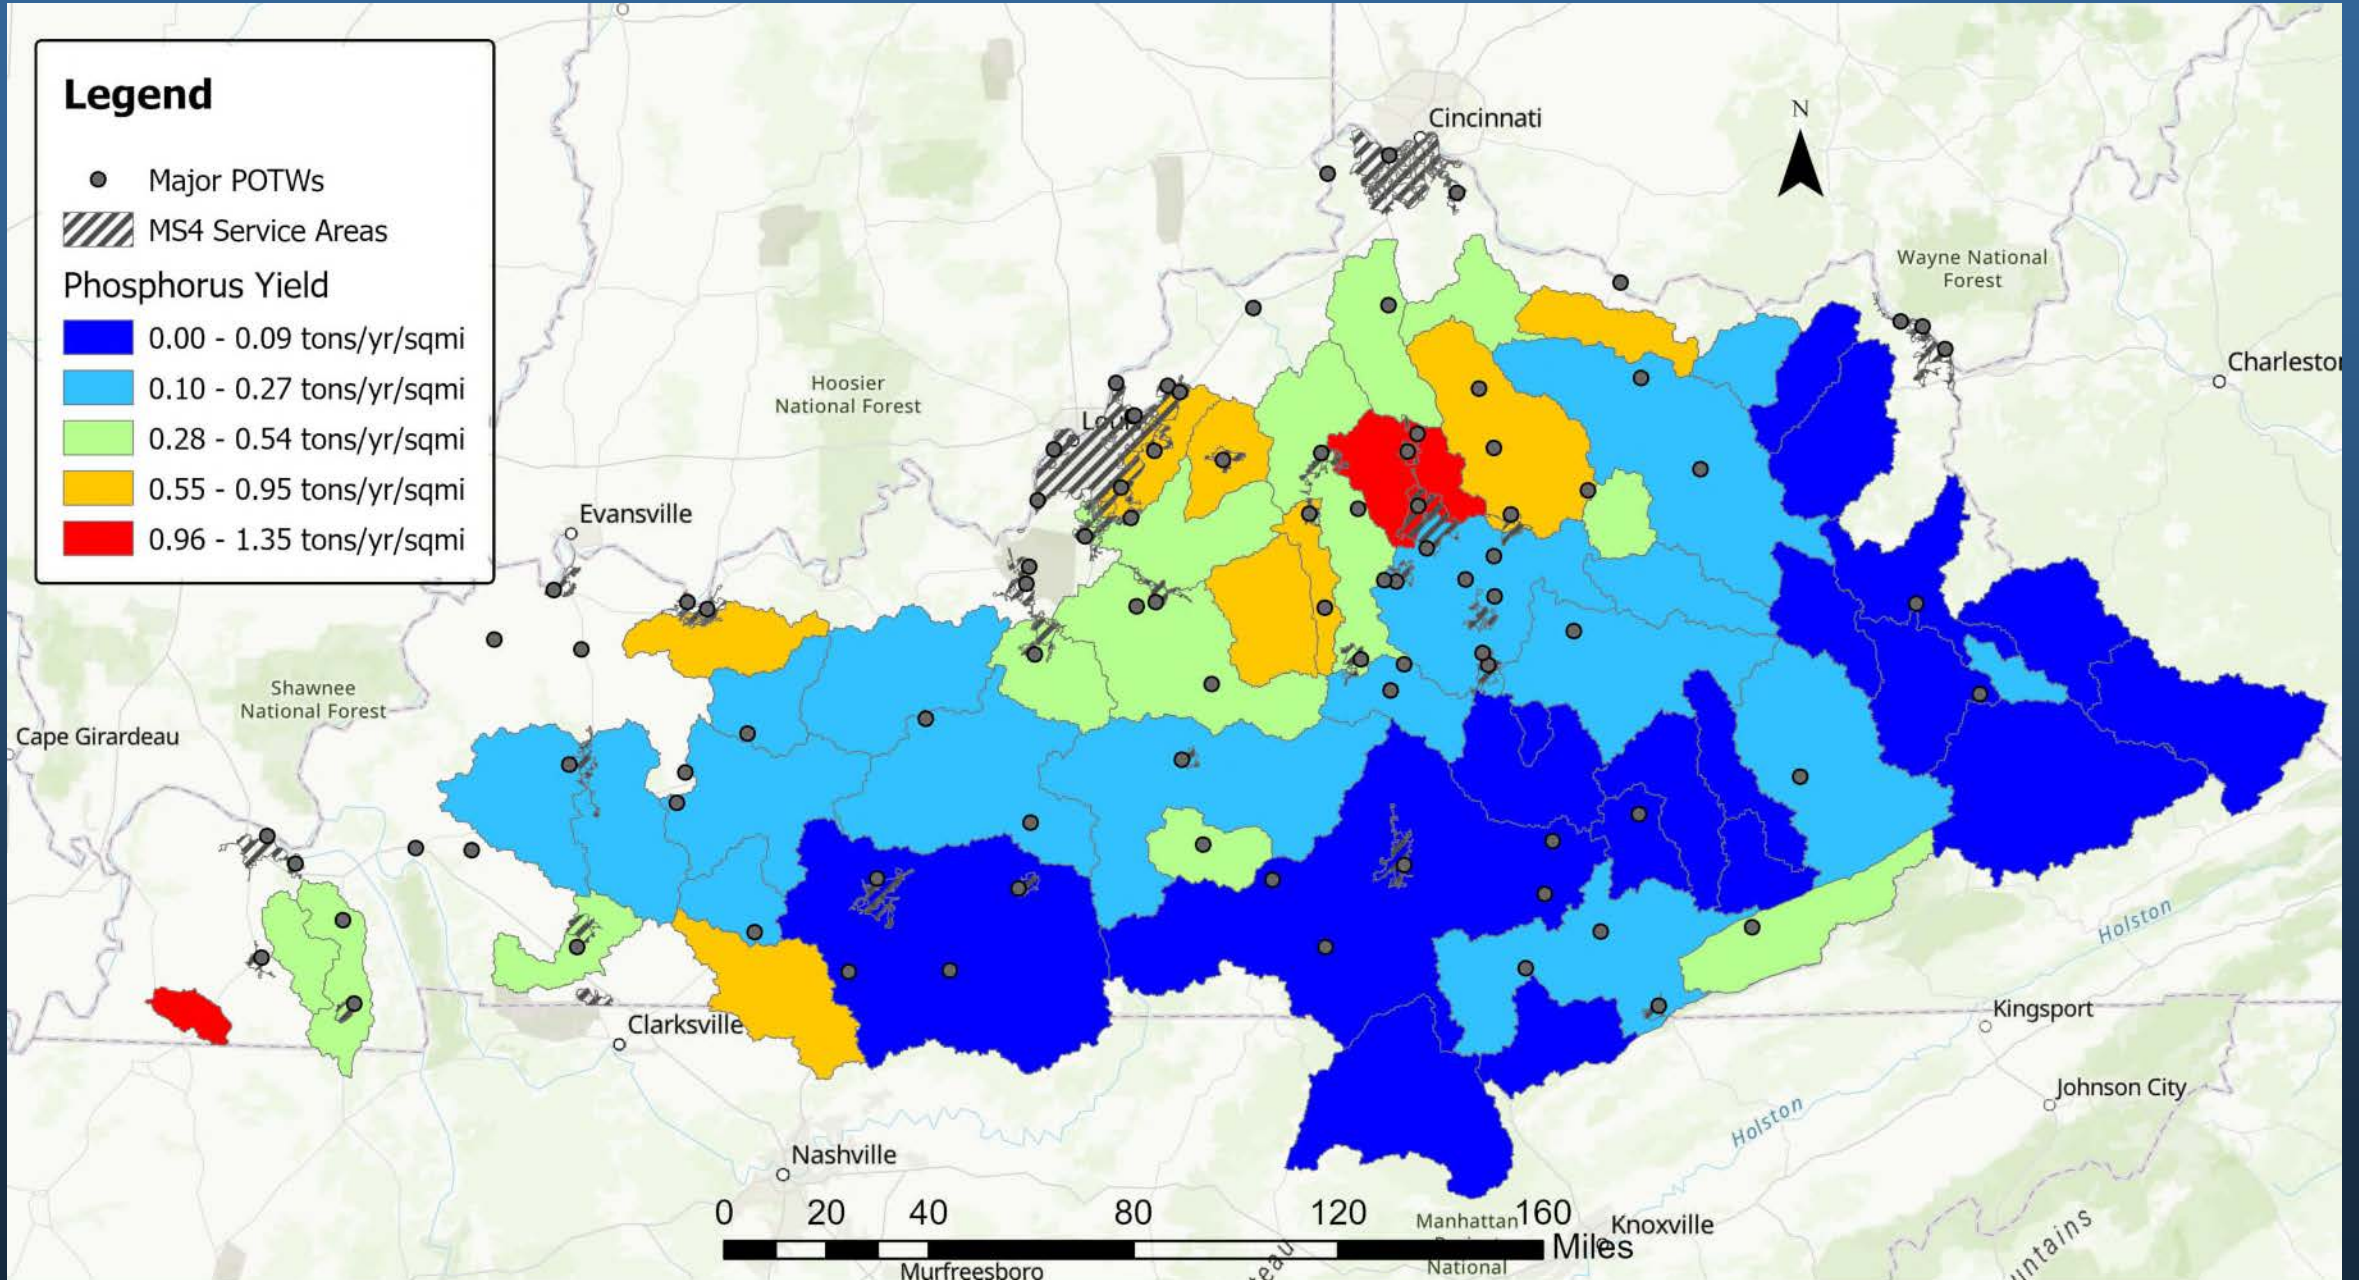 Legend
Major POTWs
MS4 Service Areas
Phosphorus Yield
0.00 - 0.09 tons/yr/sqmi
0.10 - 0.27 tons/yr/sqmi
0.28 - 0.54 tons/yr/sqmi
0.55 - 0.95 tons/yr/sqmi
0.96 - 1.35 tons/yr/sqmi
Cincinnati
N
Wayne National
Forest
Charlesto
Hoosier
National Forest
Evansville
Shawnee
National Forest
Cape Girardeau
Holston
Kingsport
Clarksville
Johnson City
Holston
Nashville
0 20 40 80 120 160
Miles
Manhattan
National
Knoxville
Murfreesboro
eau
untains